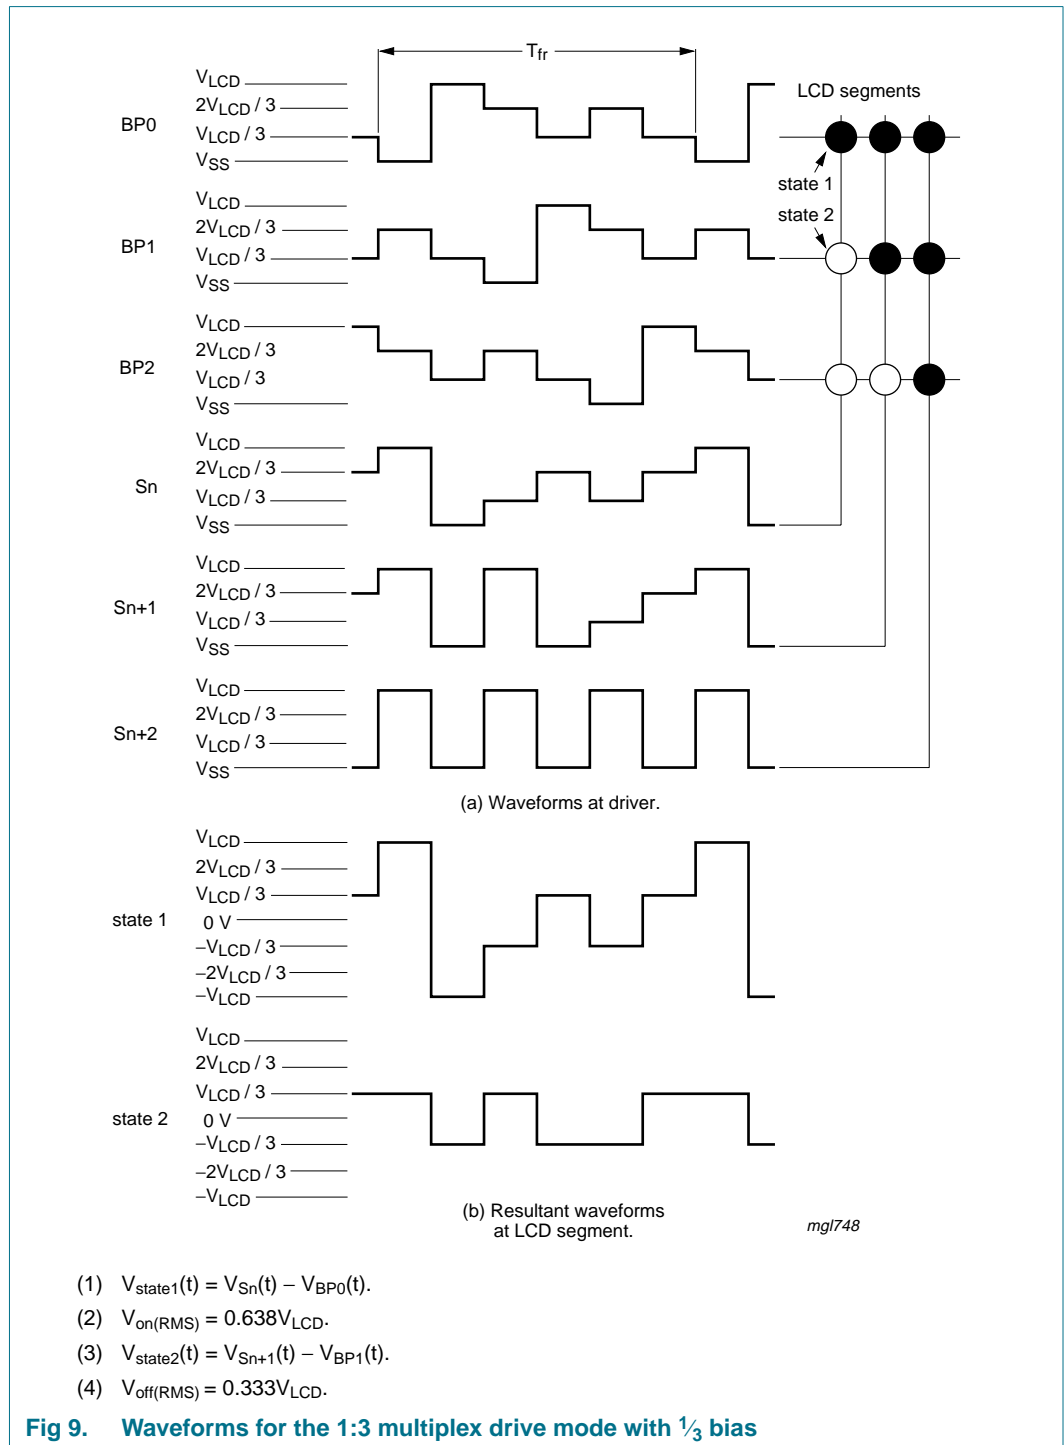 Tfr
VLCD
2VLCD / 3
BP0
VLCD / 3
VSS
LCD segments
state 1
VLCD
state 2
2VLCD / 3
BP1
VLCD / 3
VSS
VLCD
2VLCD / 3
BP2
VLCD / 3
VSS
VLCD
2VLCD / 3
Sn
VLCD / 3
VSS
VLCD
2VLCD / 3
Sn+1
VLCD / 3
VSS
VLCD
2VLCD / 3
Sn+2
VLCD / 3
VSS
(a) Waveforms at driver.
VLCD
2VLCD / 3
VLCD / 3
state 1
0 V
−VLCD / 3
−2VLCD / 3
−VLCD
VLCD
2VLCD / 3
VLCD / 3
state 2
0 V
−VLCD / 3
−2VLCD / 3
−VLCD
(b) Resultant waveforms
at LCD segment.
mgl748
(1) Vstate1(t) = VSn(t) − VBP0(t).
(2) Von(RMS) = 0.638VLCD.
(3) Vstate2(t) = VSn+1(t) − VBP1(t).
(4) Voff(RMS) = 0.333VLCD.
Fig 9. Waveforms for the 1:3 multiplex drive mode with 1⁄3 bias